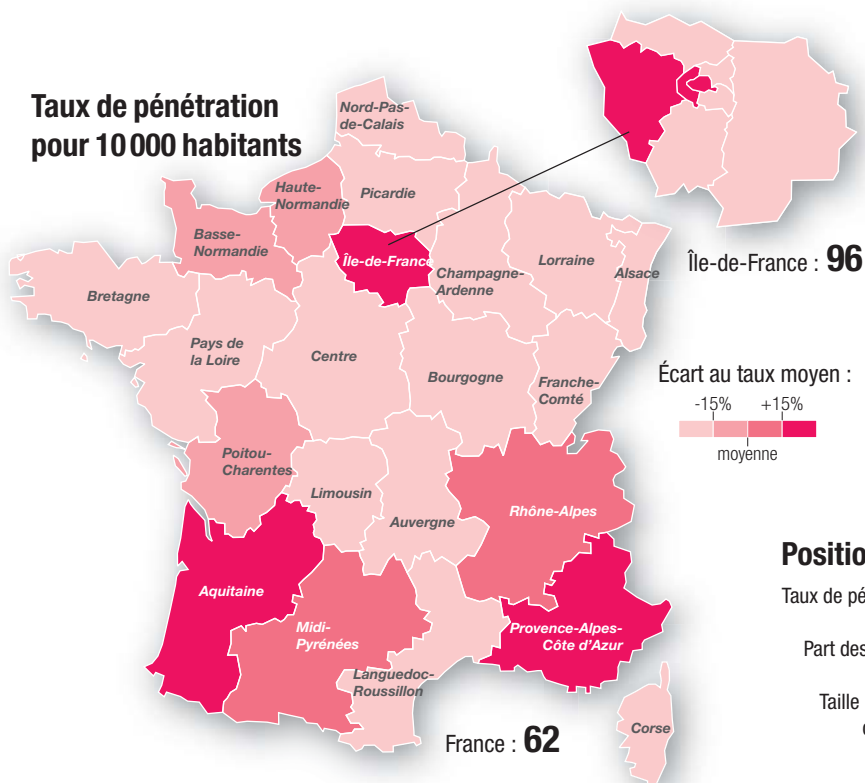 Taux de pénétration
pour 10 000 habitants
Nord-Pas-
de-Calais
Haute-
Normandie
Picardie
Basse-
Normandie
Île-de-France
Champagne-
Ardenne
Lorraine
Alsace
Île-de-France : 96
Bretagne
Pays de
la Loire
Centre
Bourgogne
Franche-
Comté
Écart au taux moyen :
-15% +15%
moyenne
Poitou-
Charentes
Limousin
Auvergne
Rhône-Alpes
Aquitaine
Midi-
Pyrénées
Provence-Alpes-
Côte d'Azur
Languedoc-
Roussillon
Corse
France : 62
Positio
Taux de pé
Part des
Taille